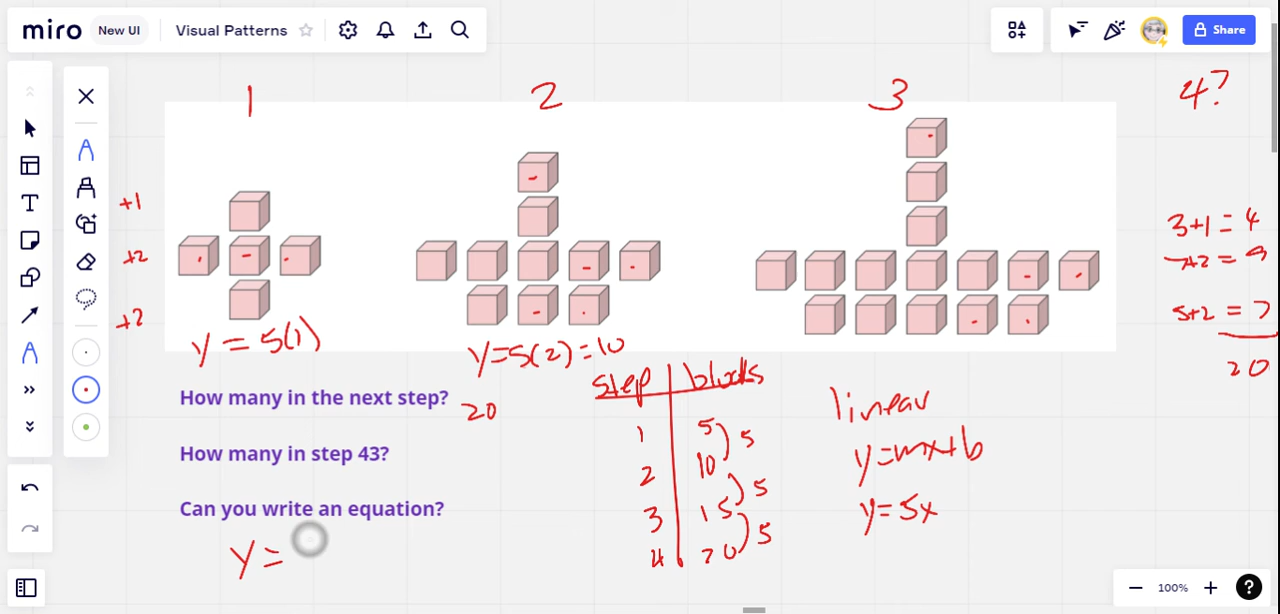 miro New UI Visual Patterns Share
1 2 3 4?
+1
+2
+2
3+1 = 4
7+2 = 9
5+2 = 7
20
y = 5(1)
y=5(2)=10
How many in the next step? 20
How many in step 43?
Can you write an equation?
y =
step blocks
1 5
5
2 10
5
3 15
5
4 20
linear
y=mx+b
y=5x
100%
?